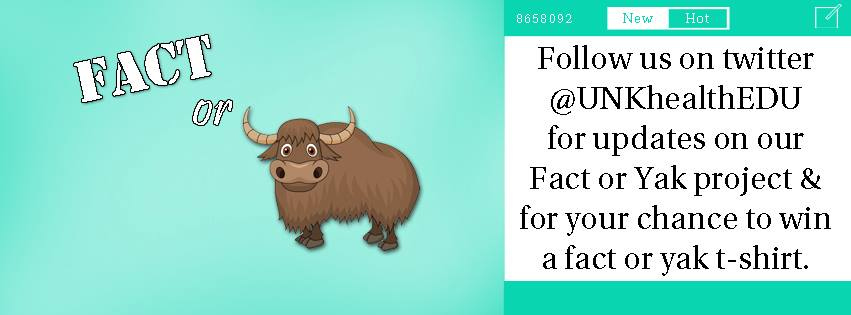 FACT
or
8658092
New
Hot
Follow us on twitter
@UNKhealthEDU
for updates on our
Fact or Yak project &
for your chance to win
a fact or yak t-shirt.